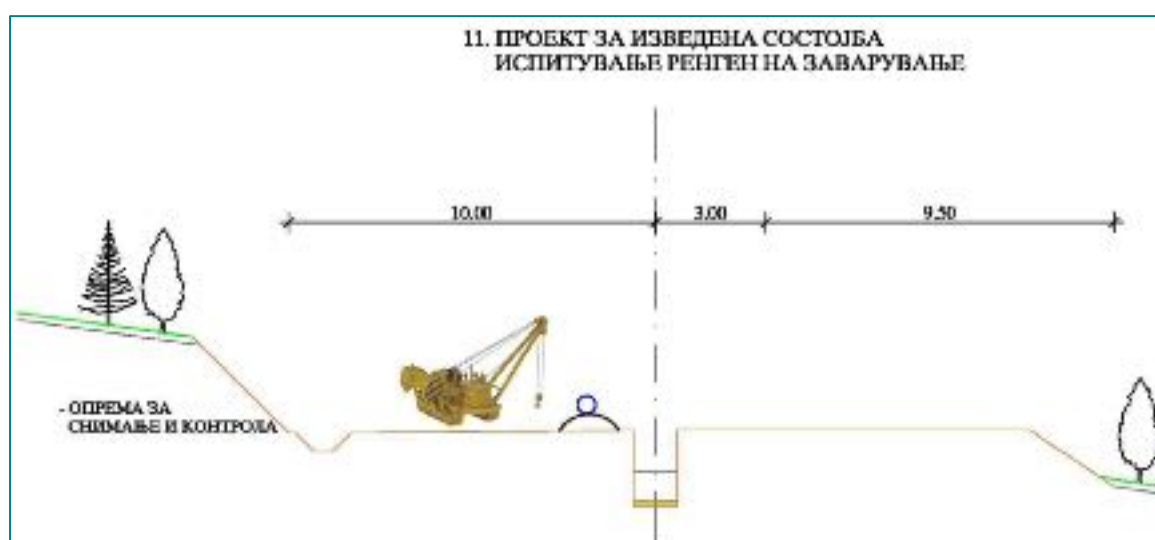 11. ПРОЕКТ ЗА ИЗВЕДЕНА СОСТОЈБА
ИСПИТУВАЊЕ РЕНГЕН НА ЗАВАРУВАЊЕ
10.00 3.00 9.50
- ОПРЕМА ЗА
СНИМАЊЕ И КОНТРОЛА